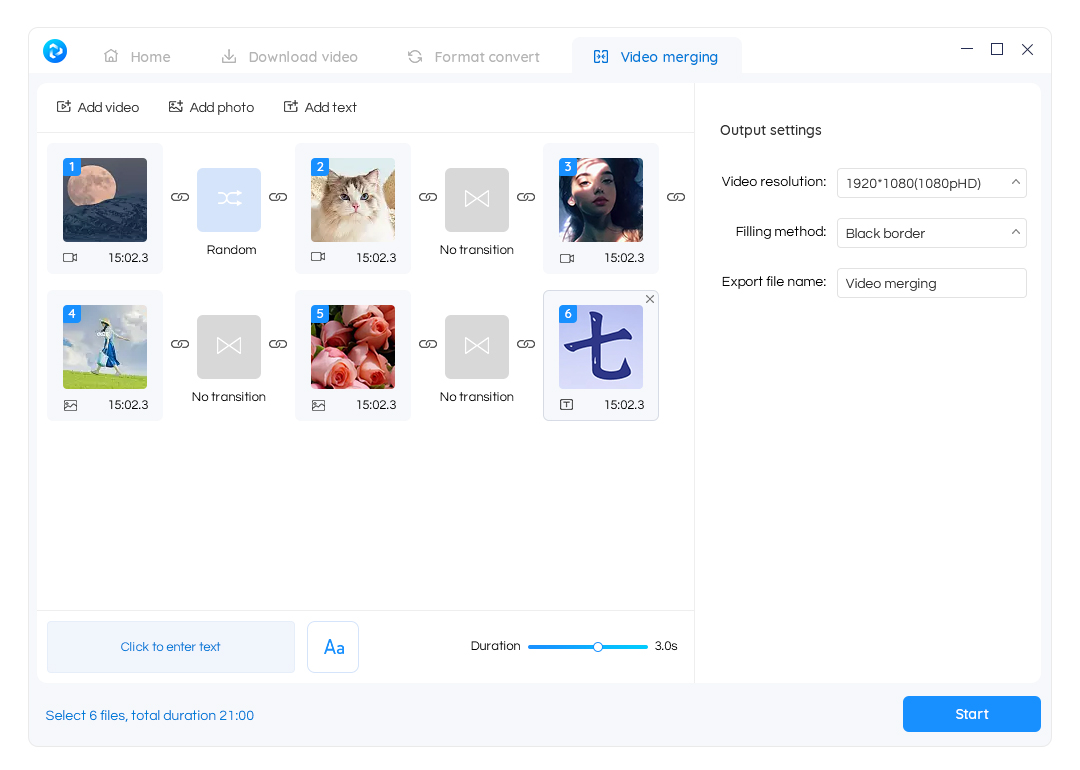 Home
Download video
Format convert
Video merging
Add video
Add photo
Add text
1
15:02.3
Random
2
15:02.3
No transition
3
15:02.3
4
15:02.3
No transition
5
15:02.3
No transition
6
七
15:02.3
Click to enter text
Aa
Duration
3.0s
Output settings
Video resolution:
1920*1080(1080pHD)
Filling method:
Black border
Export file name:
Video merging
Select 6 files, total duration 21:00
Start